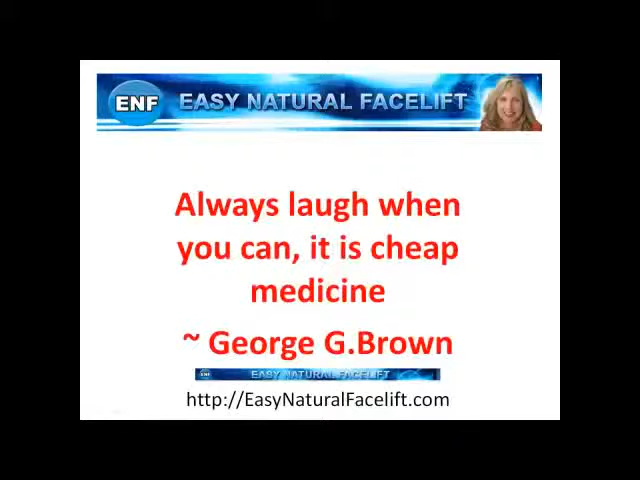 ENF EASY NATURAL FACELIFT
Always laugh when
you can, it is cheap
medicine
~ George G.Brown
ENF EASY NATURAL FACELIFT
http://EasyNaturalFacelift.com